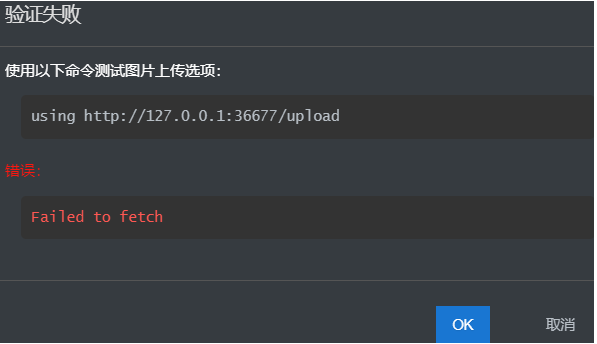 验证失败
使用以下命令测试图片上传选项:
using http://127.0.0.1:36677/upload
错误:
Failed to fetch
OK
取消